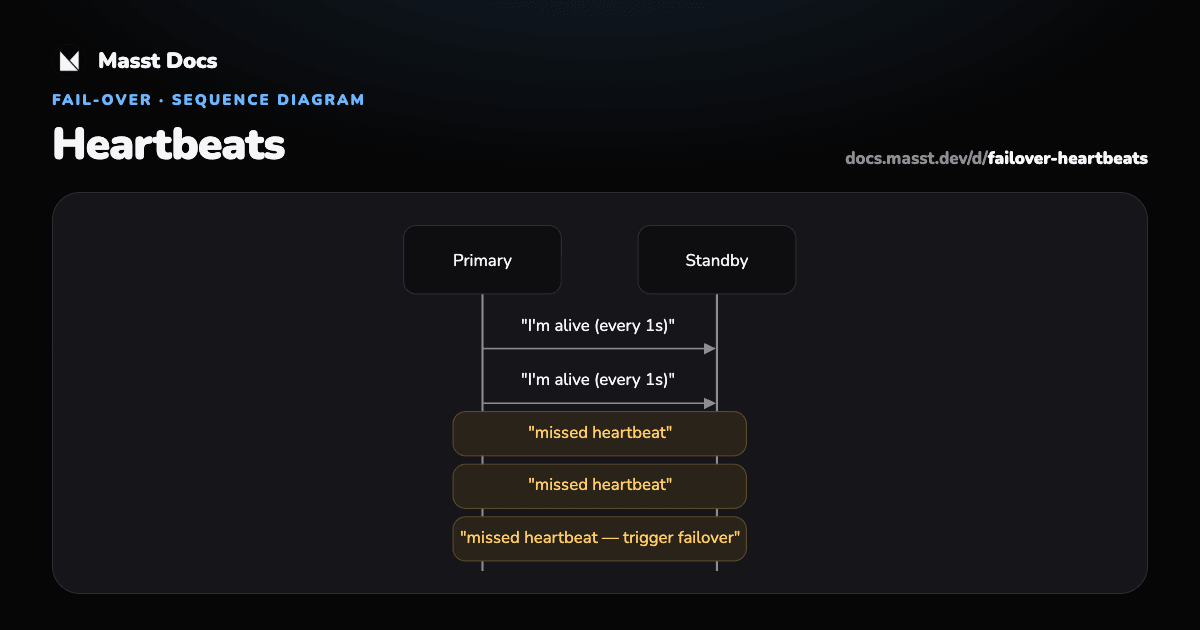 Masst Docs
FAIL-OVER · SEQUENCE DIAGRAM
Heartbeats
docs.masst.dev/d/failover-heartbeats
Primary
Standby
"I'm alive (every 1s)"
"I'm alive (every 1s)"
"missed heartbeat"
"missed heartbeat"
"missed heartbeat — trigger failover"